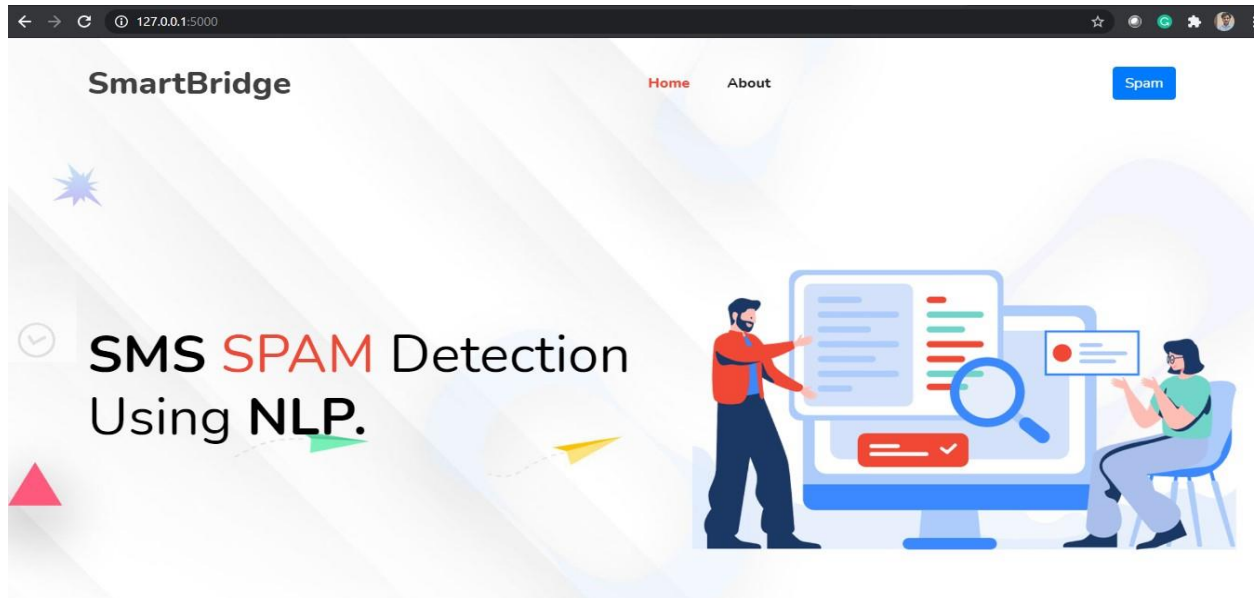 127.0.0.1:5000
SmartBridge
Home About Spam
SMS SPAM Detection
Using NLP.